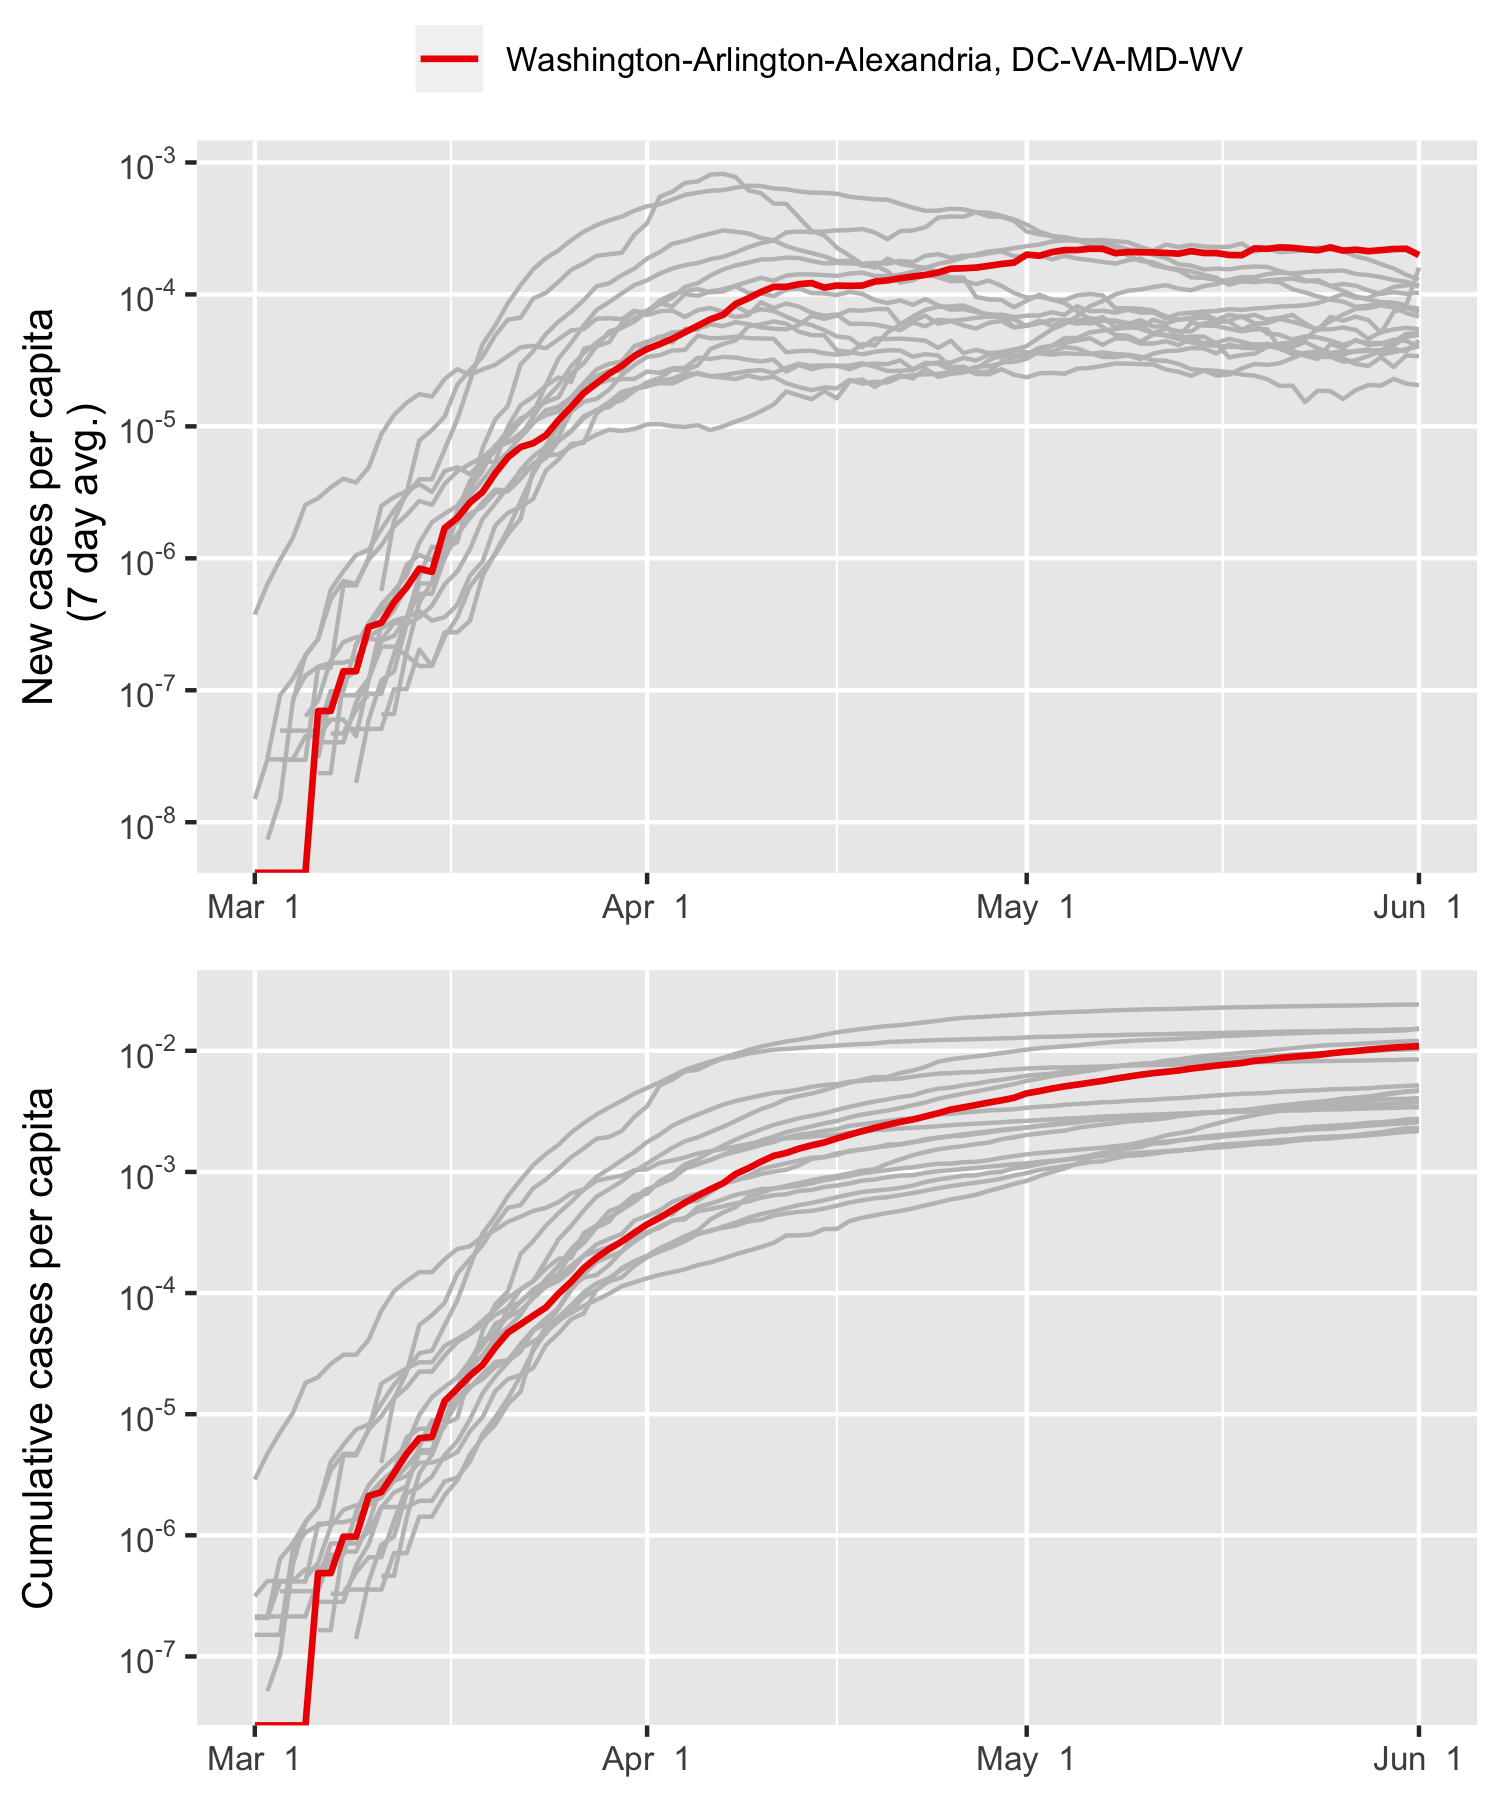 Washington-Arlington-Alexandria, DC-VA-MD-WV
New cases per capita
(7 day avg.)
10-3
10-4
10-5
10-6
10-7
10-8
Mar 1
Apr 1
May 1
Jun 1
Cumulative cases per capita
10-2
10-3
10-4
10-5
10-6
10-7
Mar 1
Apr 1
May 1
Jun 1